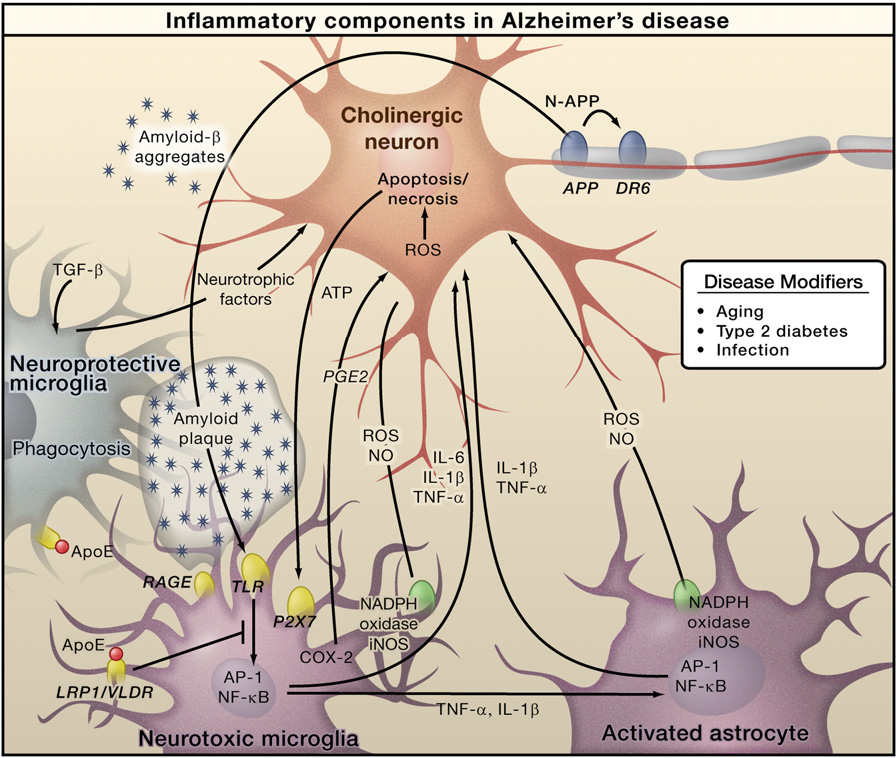 Inflammatory components in Alzheimer's disease
N-APP
Cholinergic
neuron
Amyloid-β
aggregates
APP
DR6
Apoptosis/
necrosis
ROS
TGF-β
Neurotrophic
factors
ATP
Disease Modifiers
• Aging
• Type 2 diabetes
• Infection
Neuroprotective
microglia
PGE2
Amyloid
plaque
Phagocytosis
ROS
NO
IL-6
IL-1β
TNF-α
IL-1β
TNF-α
ROS
NO
ApoE
RAGE
TLR
P2X7
NADPH
oxidase
iNOS
NADPH
oxidase
iNOS
ApoE
COX-2
LRP1/VLDR
AP-1
NF-κB
AP-1
NF-κB
TNF-α, IL-1β
Neurotoxic microglia
Activated astrocyte